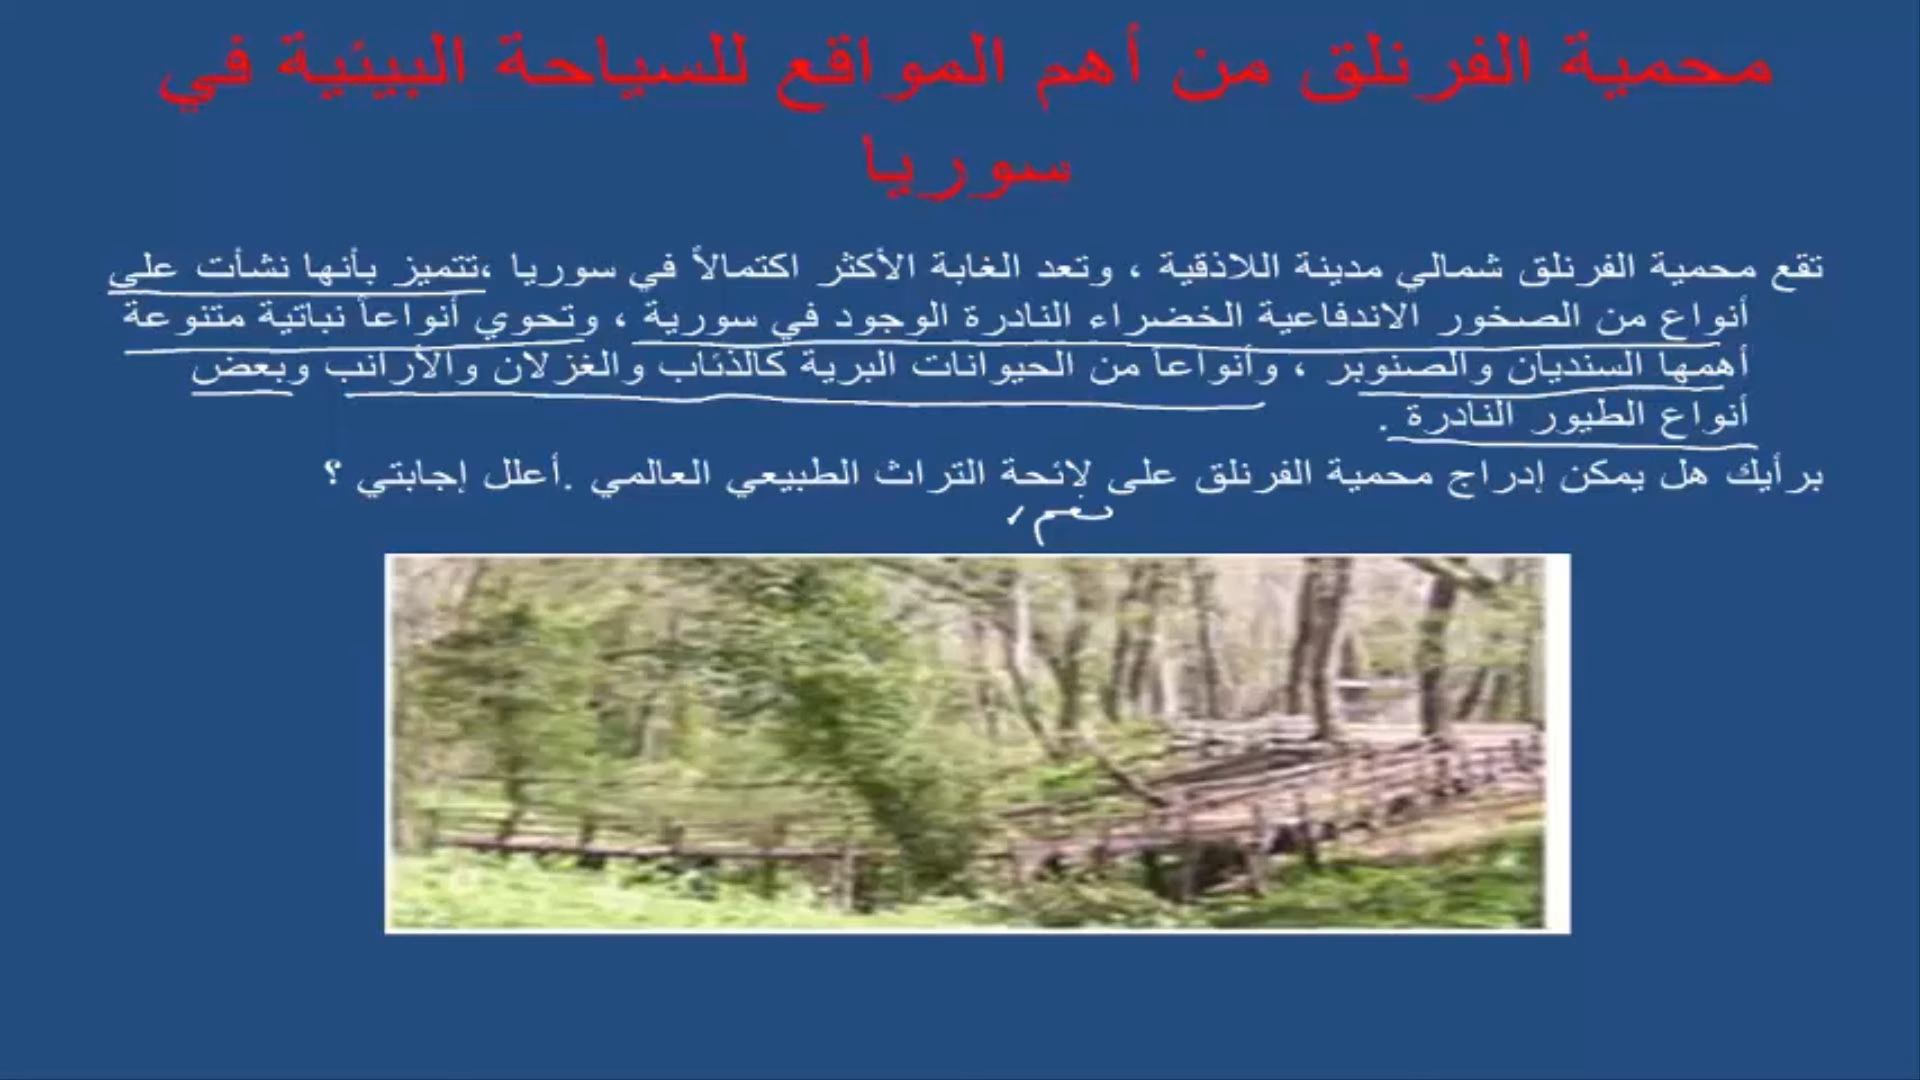 محمية الفرنلق من أهم المواقع للسياحة البيئية في
سوريا
تقع محمية الفرنلق شمالي مدينة اللاذقية ، وتعد الغابة الأكثر اكتمالاً في سوريا ،تتميز بأنها نشأت على
أنواع من الصخور الاندفاعية الخضراء النادرة الوجود في سورية ، وتحوي أنواعاً نباتية متنوعة
أهمها السنديان والصنوبر ، وأنواعاً من الحيوانات البرية كالذئاب والغزلان والأرانب وبعض
أنواع الطيور النادرة .
برأيك هل يمكن إدراج محمية الفرنلق على لائحة التراث الطبيعي العالمي .أعلل إجابتي ؟
نعم،